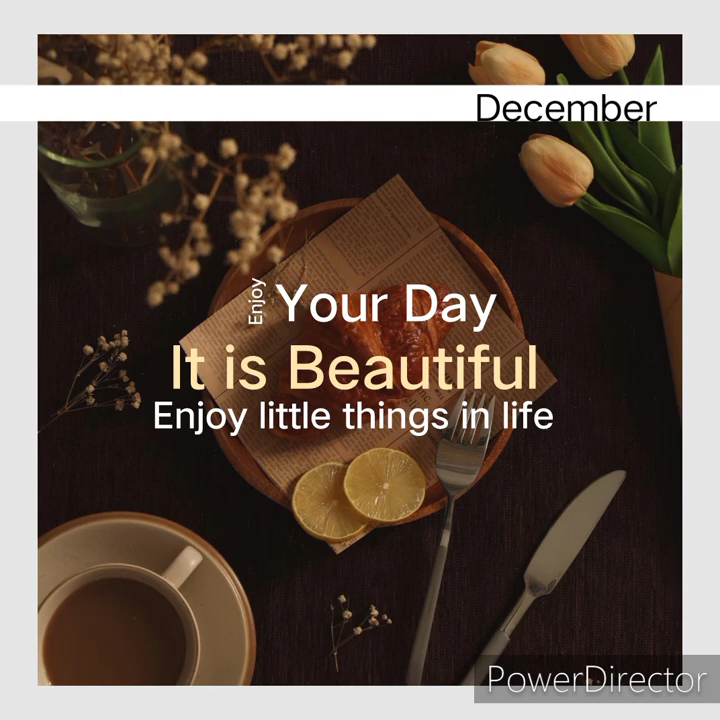 December
Enjoy Your Day
It is Beautiful
Enjoy little things in life
PowerDirector